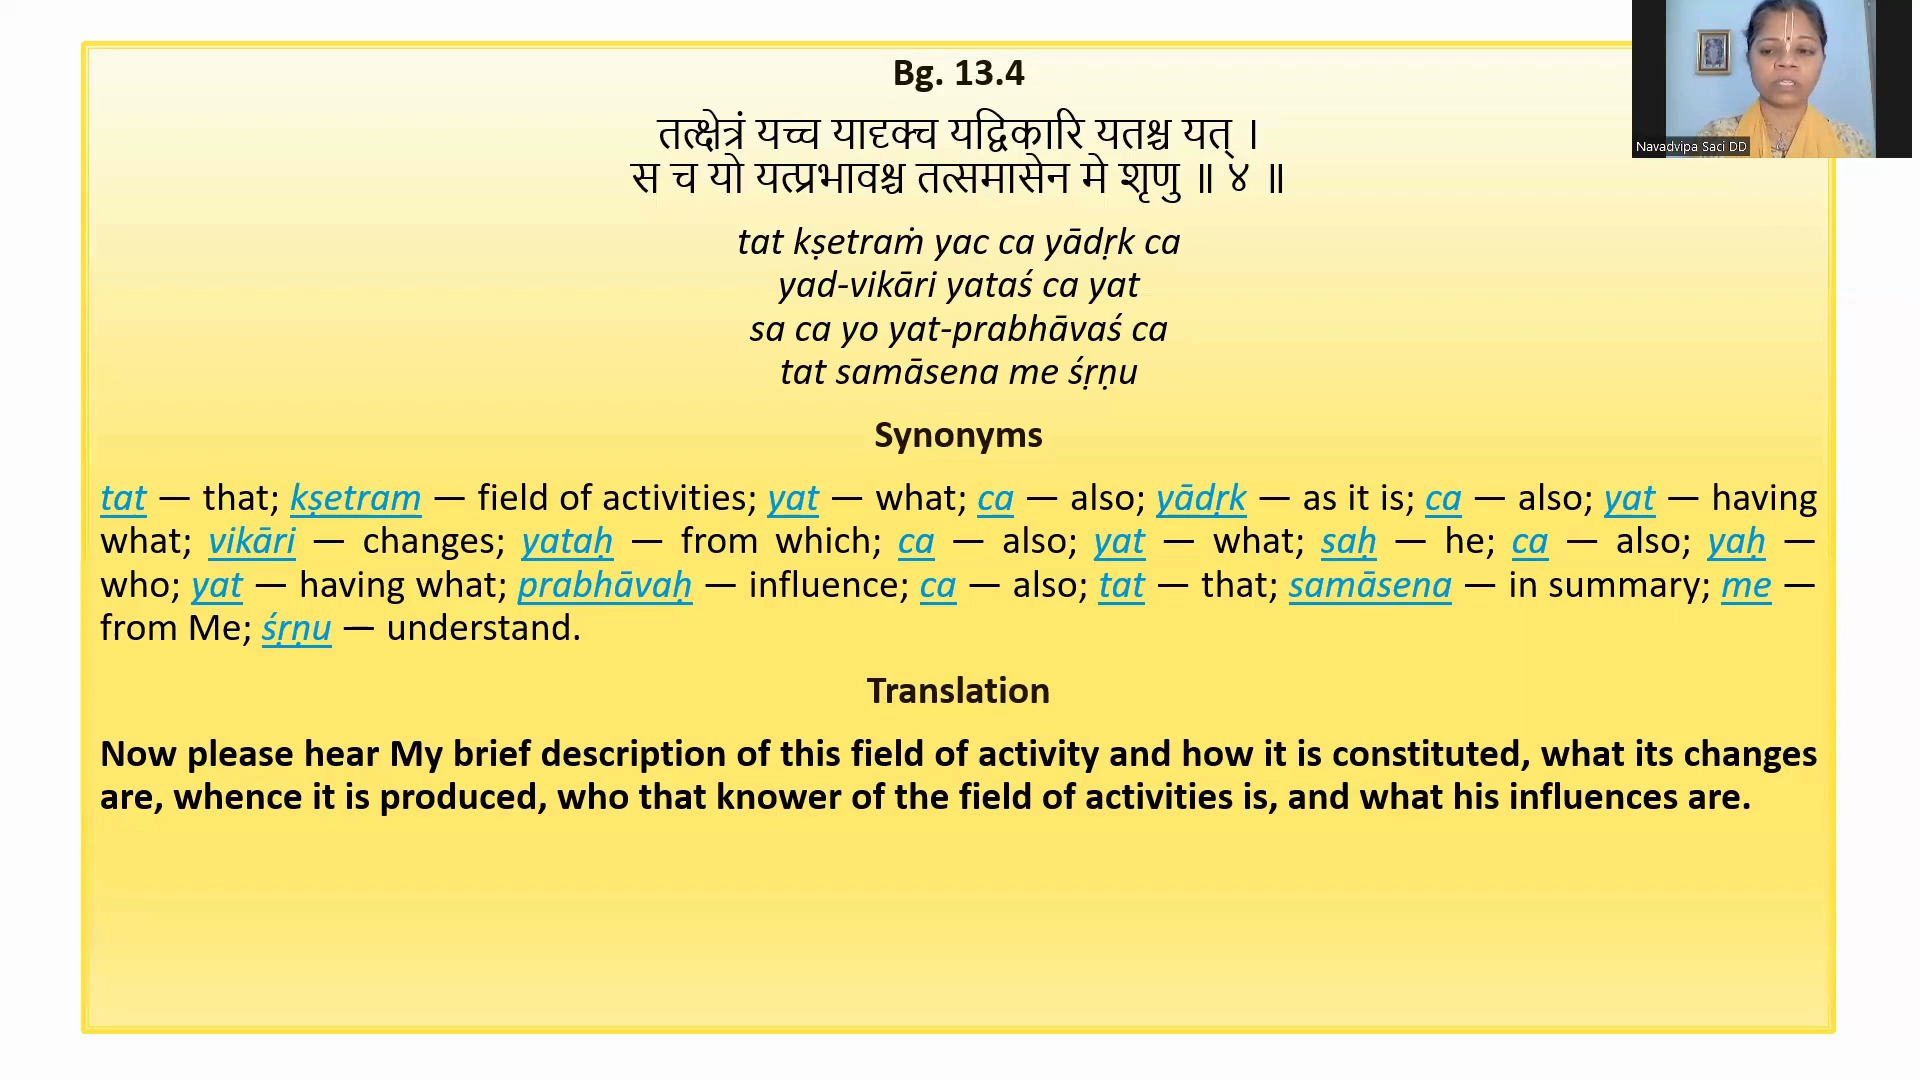 Bg. 13.4
तत्क्षेत्रं यच्च यादृक्च यद्विकारि यतश्च यत् ।
स च यो यत्प्रभावश्च तत्समासेन मे शृणु ॥ ४ ॥
tat kṣetraṁ yac ca yādṛk ca
yad-vikāri yataś ca yat
sa ca yo yat-prabhāvaś ca
tat samāsena me śṛṇu
Synonyms
tat — that; kṣetram — field of activities; yat — what; ca — also; yādṛk — as it is; ca — also; yat — having
what; vikāri — changes; yataḥ — from which; ca — also; yat — what; saḥ — he; ca — also; yaḥ —
who; yat — having what; prabhāvaḥ — influence; ca — also; tat — that; samāsena — in summary; me —
from Me; śṛṇu — understand.
Translation
Now please hear My brief description of this field of activity and how it is constituted, what its changes
are, whence it is produced, who that knower of the field of activities is, and what his influences are.
Navadvipa Saci DD